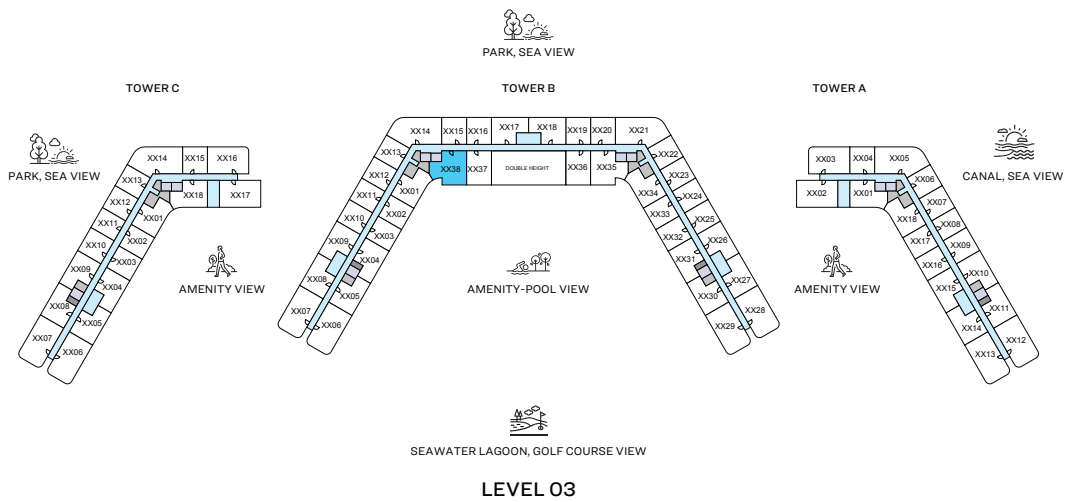 PARK, SEA VIEW
TOWER C
TOWER B
TOWER A
PARK, SEA VIEW
CANAL, SEA VIEW
XX14 XX15 XX16
XX13
XX12
XX11
XX10
XX09
XX08
XX07
XX18 XX17
XX01
XX02
XX03
XX04
XX05
XX06
XX14 XX15 XX16 XX17 XX18 XX19 XX20 XX21
XX13
XX12
XX11
XX10
XX09
XX08
XX07
XX38 XX37 DOUBLE HEIGHT XX36 XX35
XX01
XX02
XX03
XX04
XX05
XX06
XX22
XX23
XX24
XX25
XX26
XX27
XX28
XX34
XX33
XX32
XX31
XX30
XX29
XX03 XX04 XX05
XX02 XX01
XX06
XX07
XX08
XX09
XX10
XX11
XX12
XX18
XX17
XX16
XX15
XX14
XX13
AMENITY VIEW
AMENITY-POOL VIEW
AMENITY VIEW
SEAWATER LAGOON, GOLF COURSE VIEW
LEVEL 03